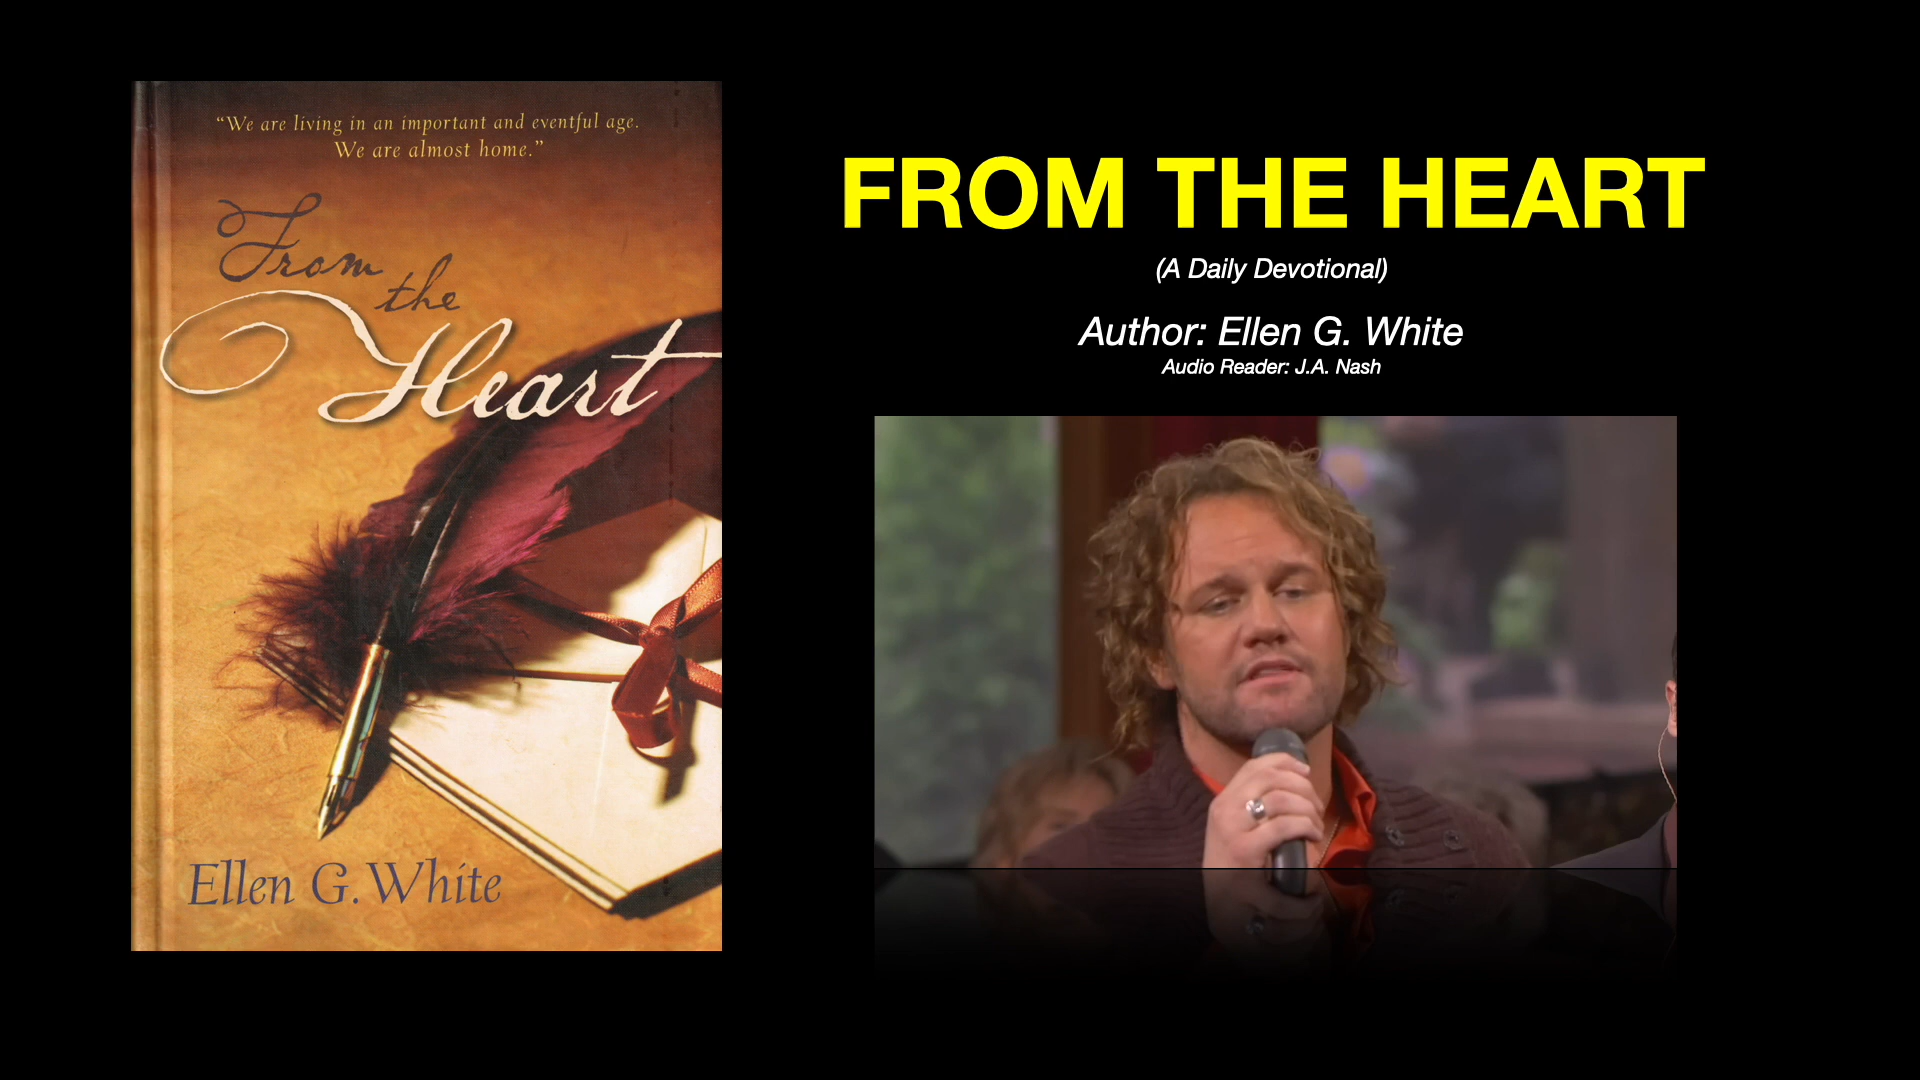 “We are living in an important and eventful age.
We are almost home.”
From
the
Heart
Ellen G. White
FROM THE HEART
(A Daily Devotional)
Author: Ellen G. White
Audio Reader: J.A. Nash